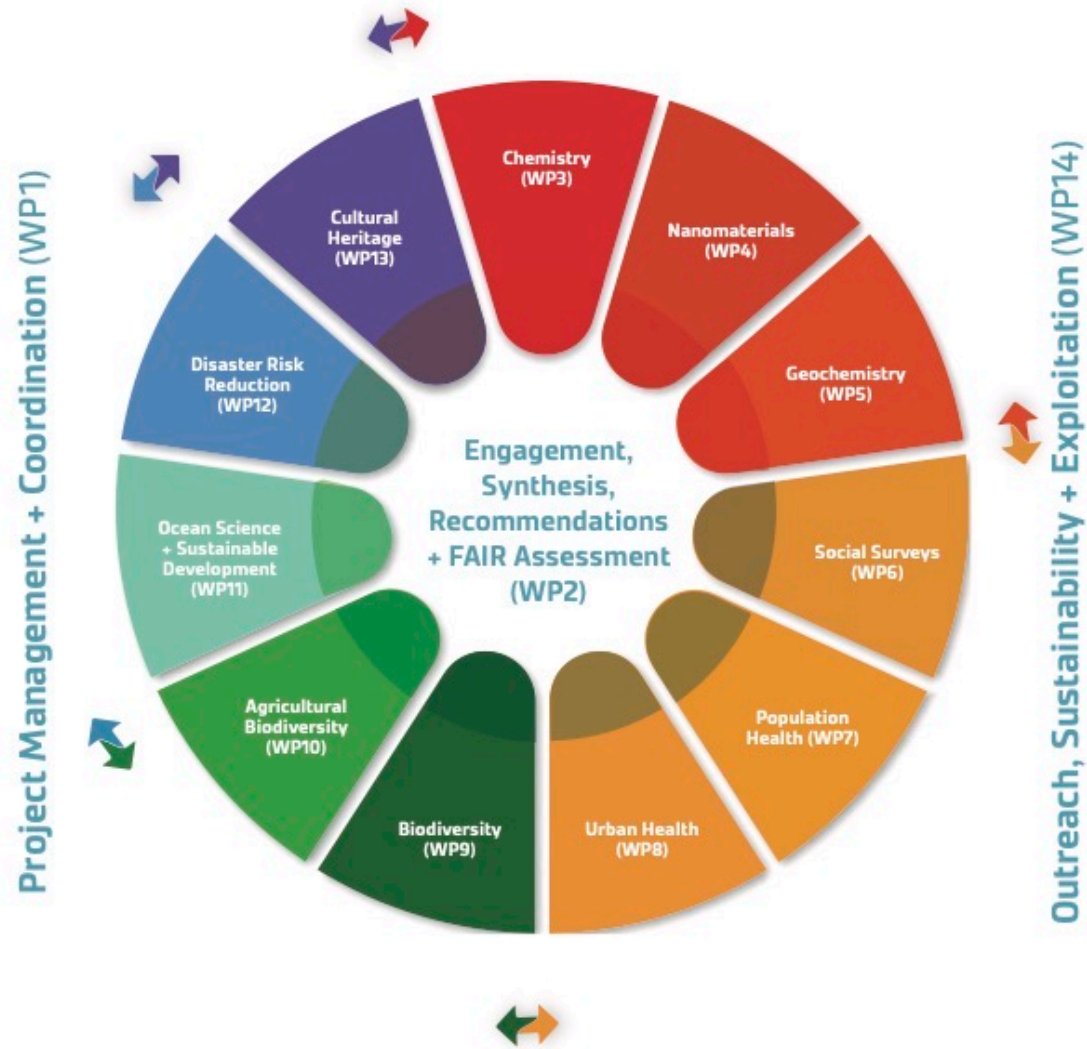 Project Management + Coordination (WP1)
Chemistry
(WP3)
Nanomaterials
(WP4)
Geochemistry
(WP5)
Social Surveys
(WP6)
Population
Health (WP7)
Urban Health
(WP8)
Biodiversity
(WP9)
Agricultural
Biodiversity
(WP10)
Ocean Science
+ Sustainable
Development
(WP11)
Disaster Risk
Reduction
(WP12)
Cultural
Heritage
(WP13)
Engagement,
Synthesis,
Recommendations
+ FAIR Assessment
(WP2)
Outreach, Sustainability + Exploitation (WP14)